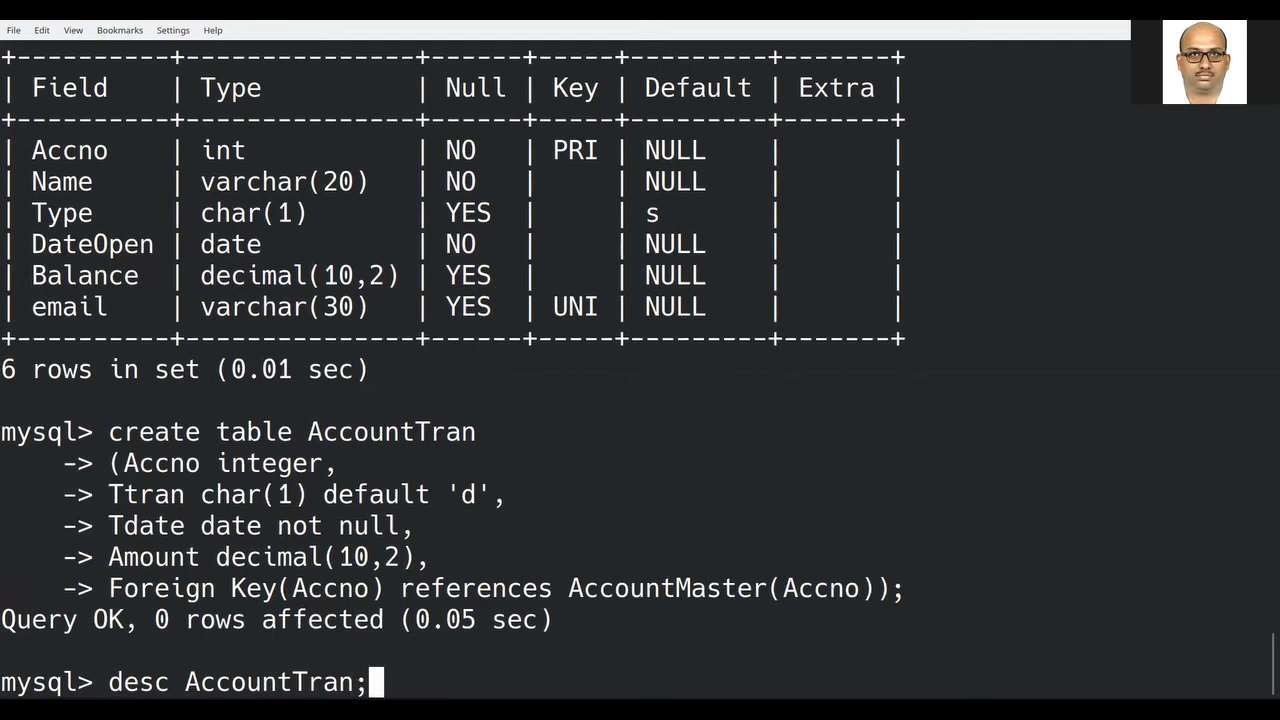 File Edit View Bookmarks Settings Help
+----------+---------------+------+-----+---------+-------+
| Field    | Type          | Null | Key | Default | Extra |
+----------+---------------+------+-----+---------+-------+
| Accno    | int           | NO   | PRI | NULL    |       |
| Name     | varchar(20)   | NO   |     | NULL    |       |
| Type     | char(1)       | YES  |     | s       |       |
| DateOpen | date          | NO   |     | NULL    |       |
| Balance  | decimal(10,2) | YES  |     | NULL    |       |
| email    | varchar(30)   | YES  | UNI | NULL    |       |
+----------+---------------+------+-----+---------+-------+
6 rows in set (0.01 sec)
mysql> create table AccountTran
    -> (Accno integer,
    -> Ttran char(1) default 'd',
    -> Tdate date not null,
    -> Amount decimal(10,2),
    -> Foreign Key(Accno) references AccountMaster(Accno));
Query OK, 0 rows affected (0.05 sec)
mysql> desc AccountTran;